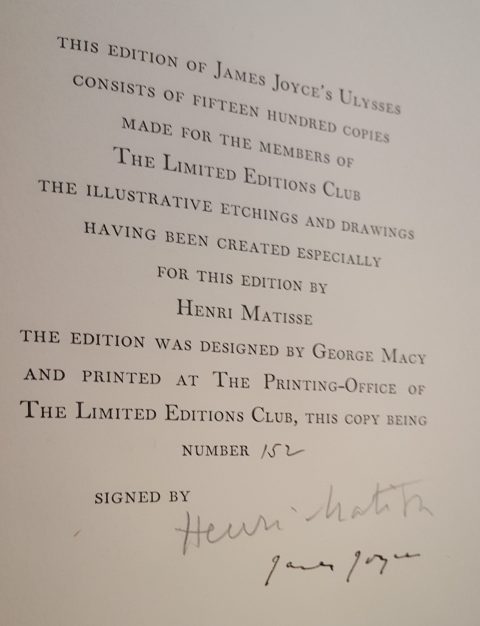 THIS EDITION OF JAMES JOYCE'S ULYSSES
CONSISTS OF FIFTEEN HUNDRED COPIES
MADE FOR THE MEMBERS OF
THE LIMITED EDITIONS CLUB
THE ILLUSTRATIVE ETCHINGS AND DRAWINGS
HAVING BEEN CREATED ESPECIALLY
FOR THIS EDITION BY
HENRI MATISSE
THE EDITION WAS DESIGNED BY GEORGE MACY
AND PRINTED AT THE PRINTING-OFFICE OF
THE LIMITED EDITIONS CLUB, THIS COPY BEING
NUMBER 152
SIGNED BY
Henri Matisse
James Joyce